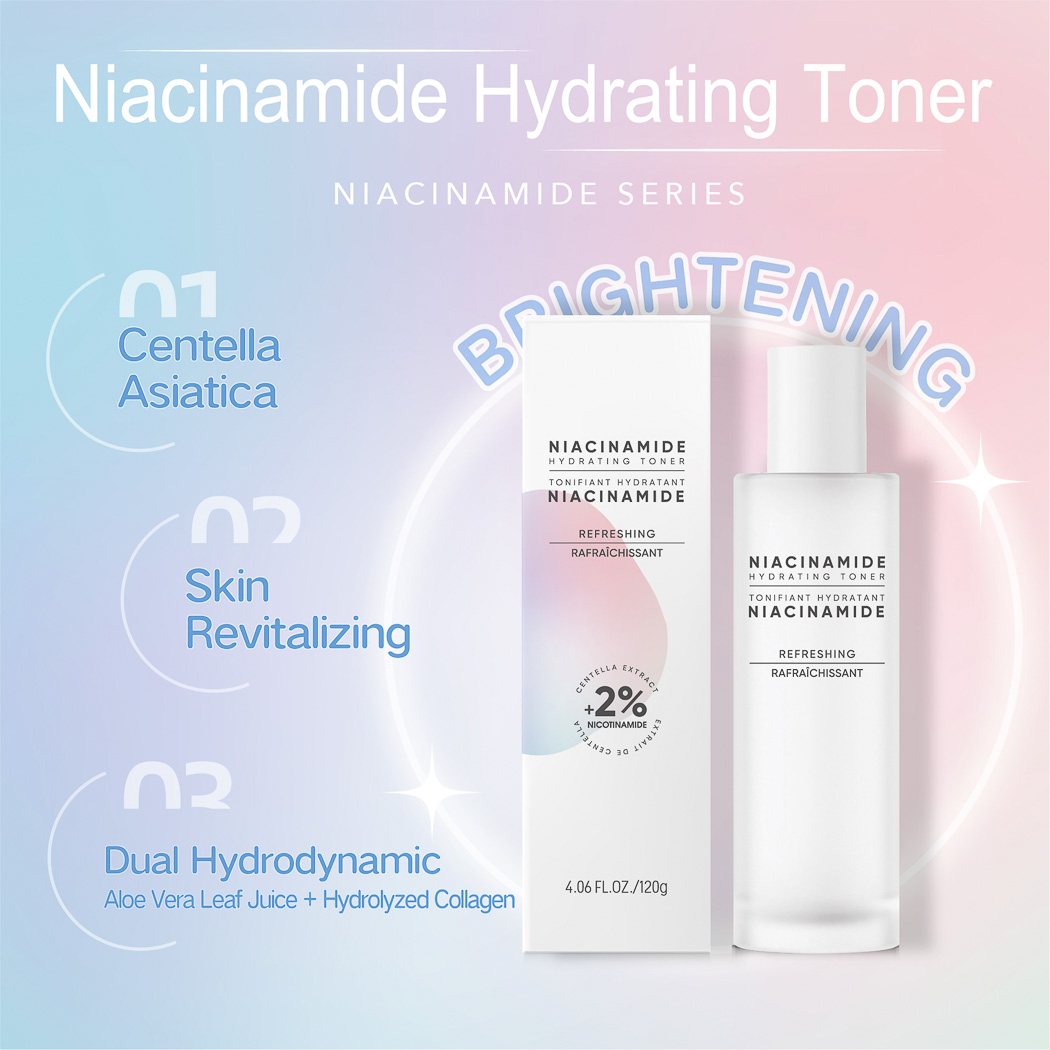 Niacinamide Hydrating Toner
NIACINAMIDE SERIES
BRIGHTENING
01
Centella
Asiatica
02
Skin
Revitalizing
03
Dual Hydrodynamic
Aloe Vera Leaf Juice + Hydrolyzed Collagen
NIACINAMIDE
HYDRATING TONER
TONIFIANT HYDRATANT
NIACINAMIDE
REFRESHING
RAFRAÎCHISSANT
CENTELLA EXTRACT
+2%
NICOTINAMIDE
EXTRAIT DE CENTELLA
4.06 FL.OZ./120g
NIACINAMIDE
HYDRATING TONER
TONIFIANT HYDRATANT
NIACINAMIDE
REFRESHING
RAFRAÎCHISSANT